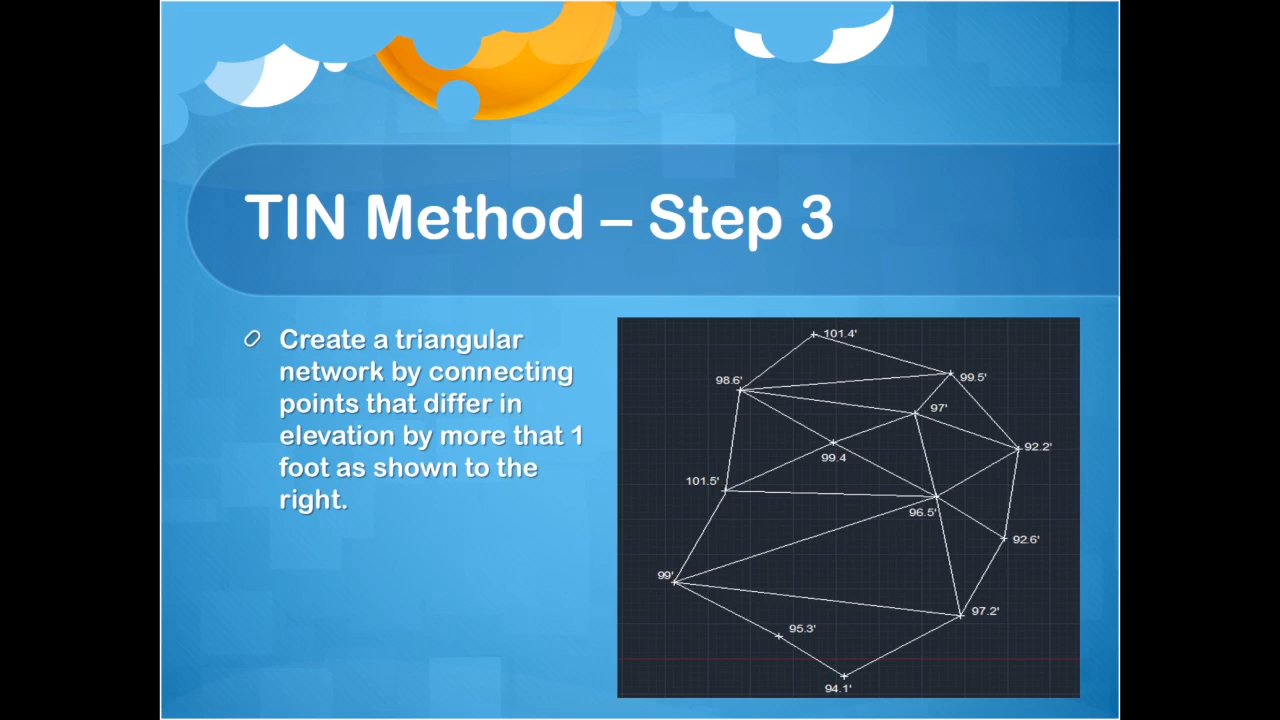 TIN Method – Step 3
Create a triangular
network by connecting
points that differ in
elevation by more that 1
foot as shown to the
right.
101.4'
99.5'
98.6'
97'
92.2'
99.4
101.5'
96.5'
92.6'
99'
97.2'
95.3'
94.1'